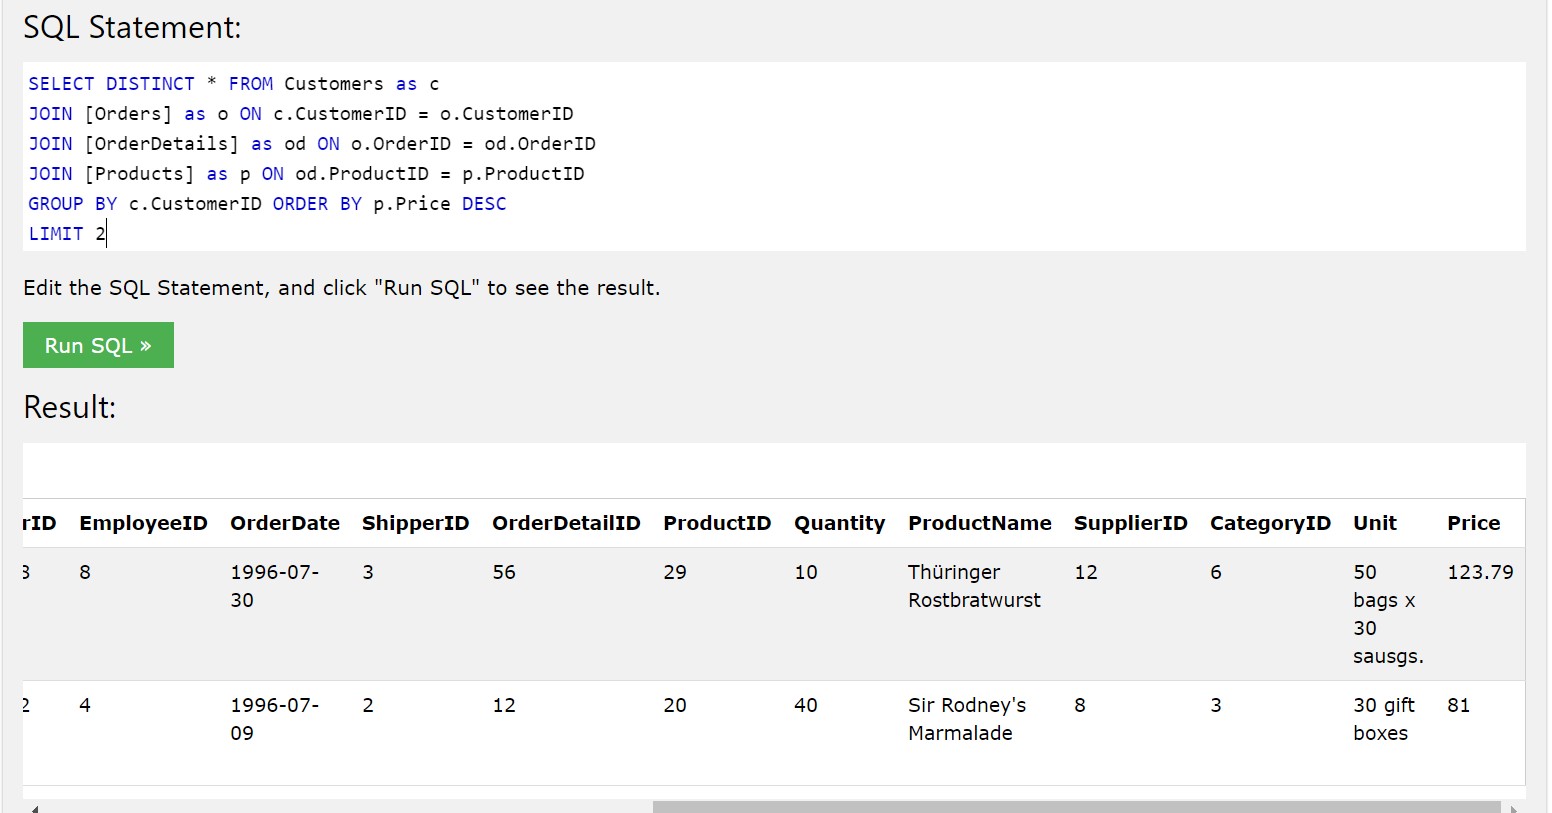 SQL Statement:
SELECT DISTINCT * FROM Customers as c
JOIN [Orders] as o ON c.CustomerID = o.CustomerID
JOIN [OrderDetails] as od ON o.OrderID = od.OrderID
JOIN [Products] as p ON od.ProductID = p.ProductID
GROUP BY c.CustomerID ORDER BY p.Price DESC
LIMIT 2
Edit the SQL Statement, and click "Run SQL" to see the result.
Run SQL »
Result:
rID EmployeeID OrderDate ShipperID OrderDetailID ProductID Quantity ProductName SupplierID CategoryID Unit Price
3 8 1996-07- 3 56 29 10 Thüringer 12 6 50 123.79
30 Rostbratwurst bags x
30
sausgs.
2 4 1996-07- 2 12 20 40 Sir Rodney's 8 3 30 gift 81
09 Marmalade boxes